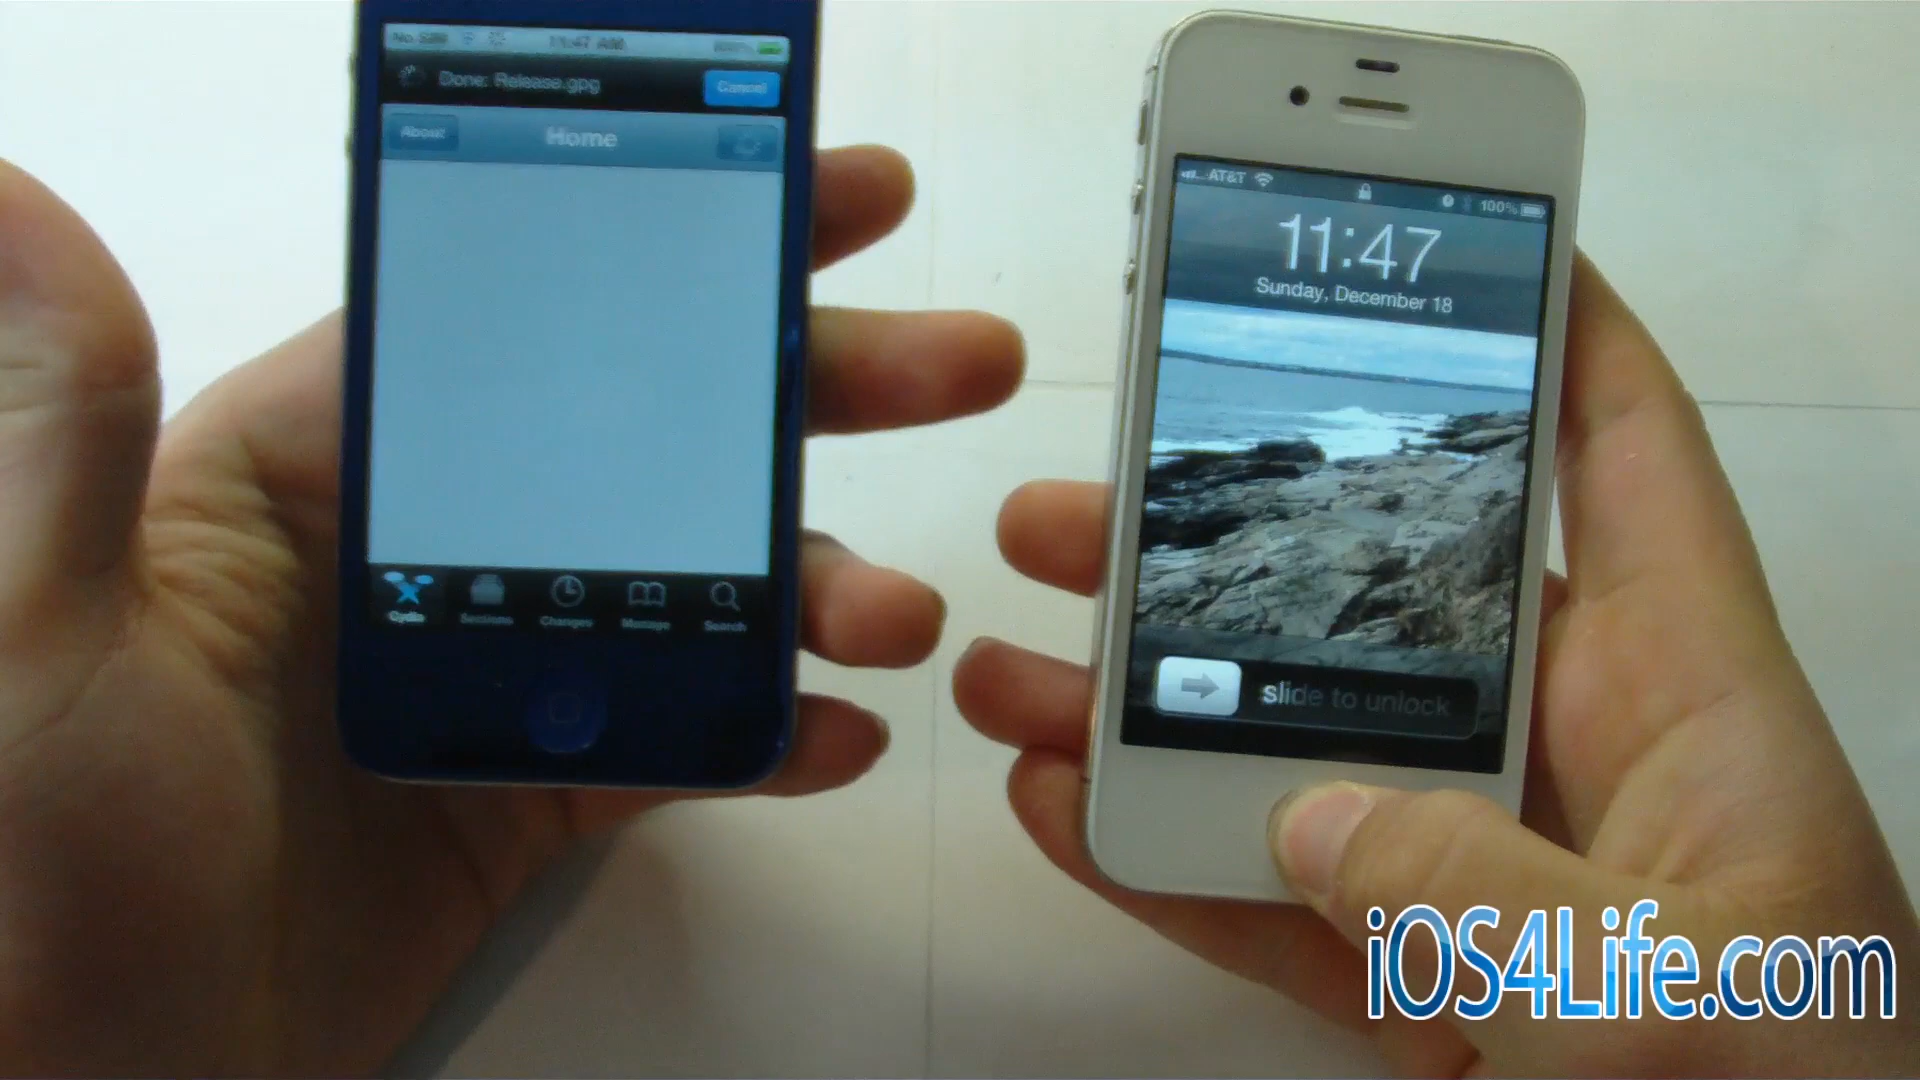 No SIM 11:47 AM 100%
Done: Release.gpg Cancel
About Home
Cydia Sections Changes Manage Search
AT&T 100%
11:47
Sunday, December 18
Slide to unlock
iOS4Life.com